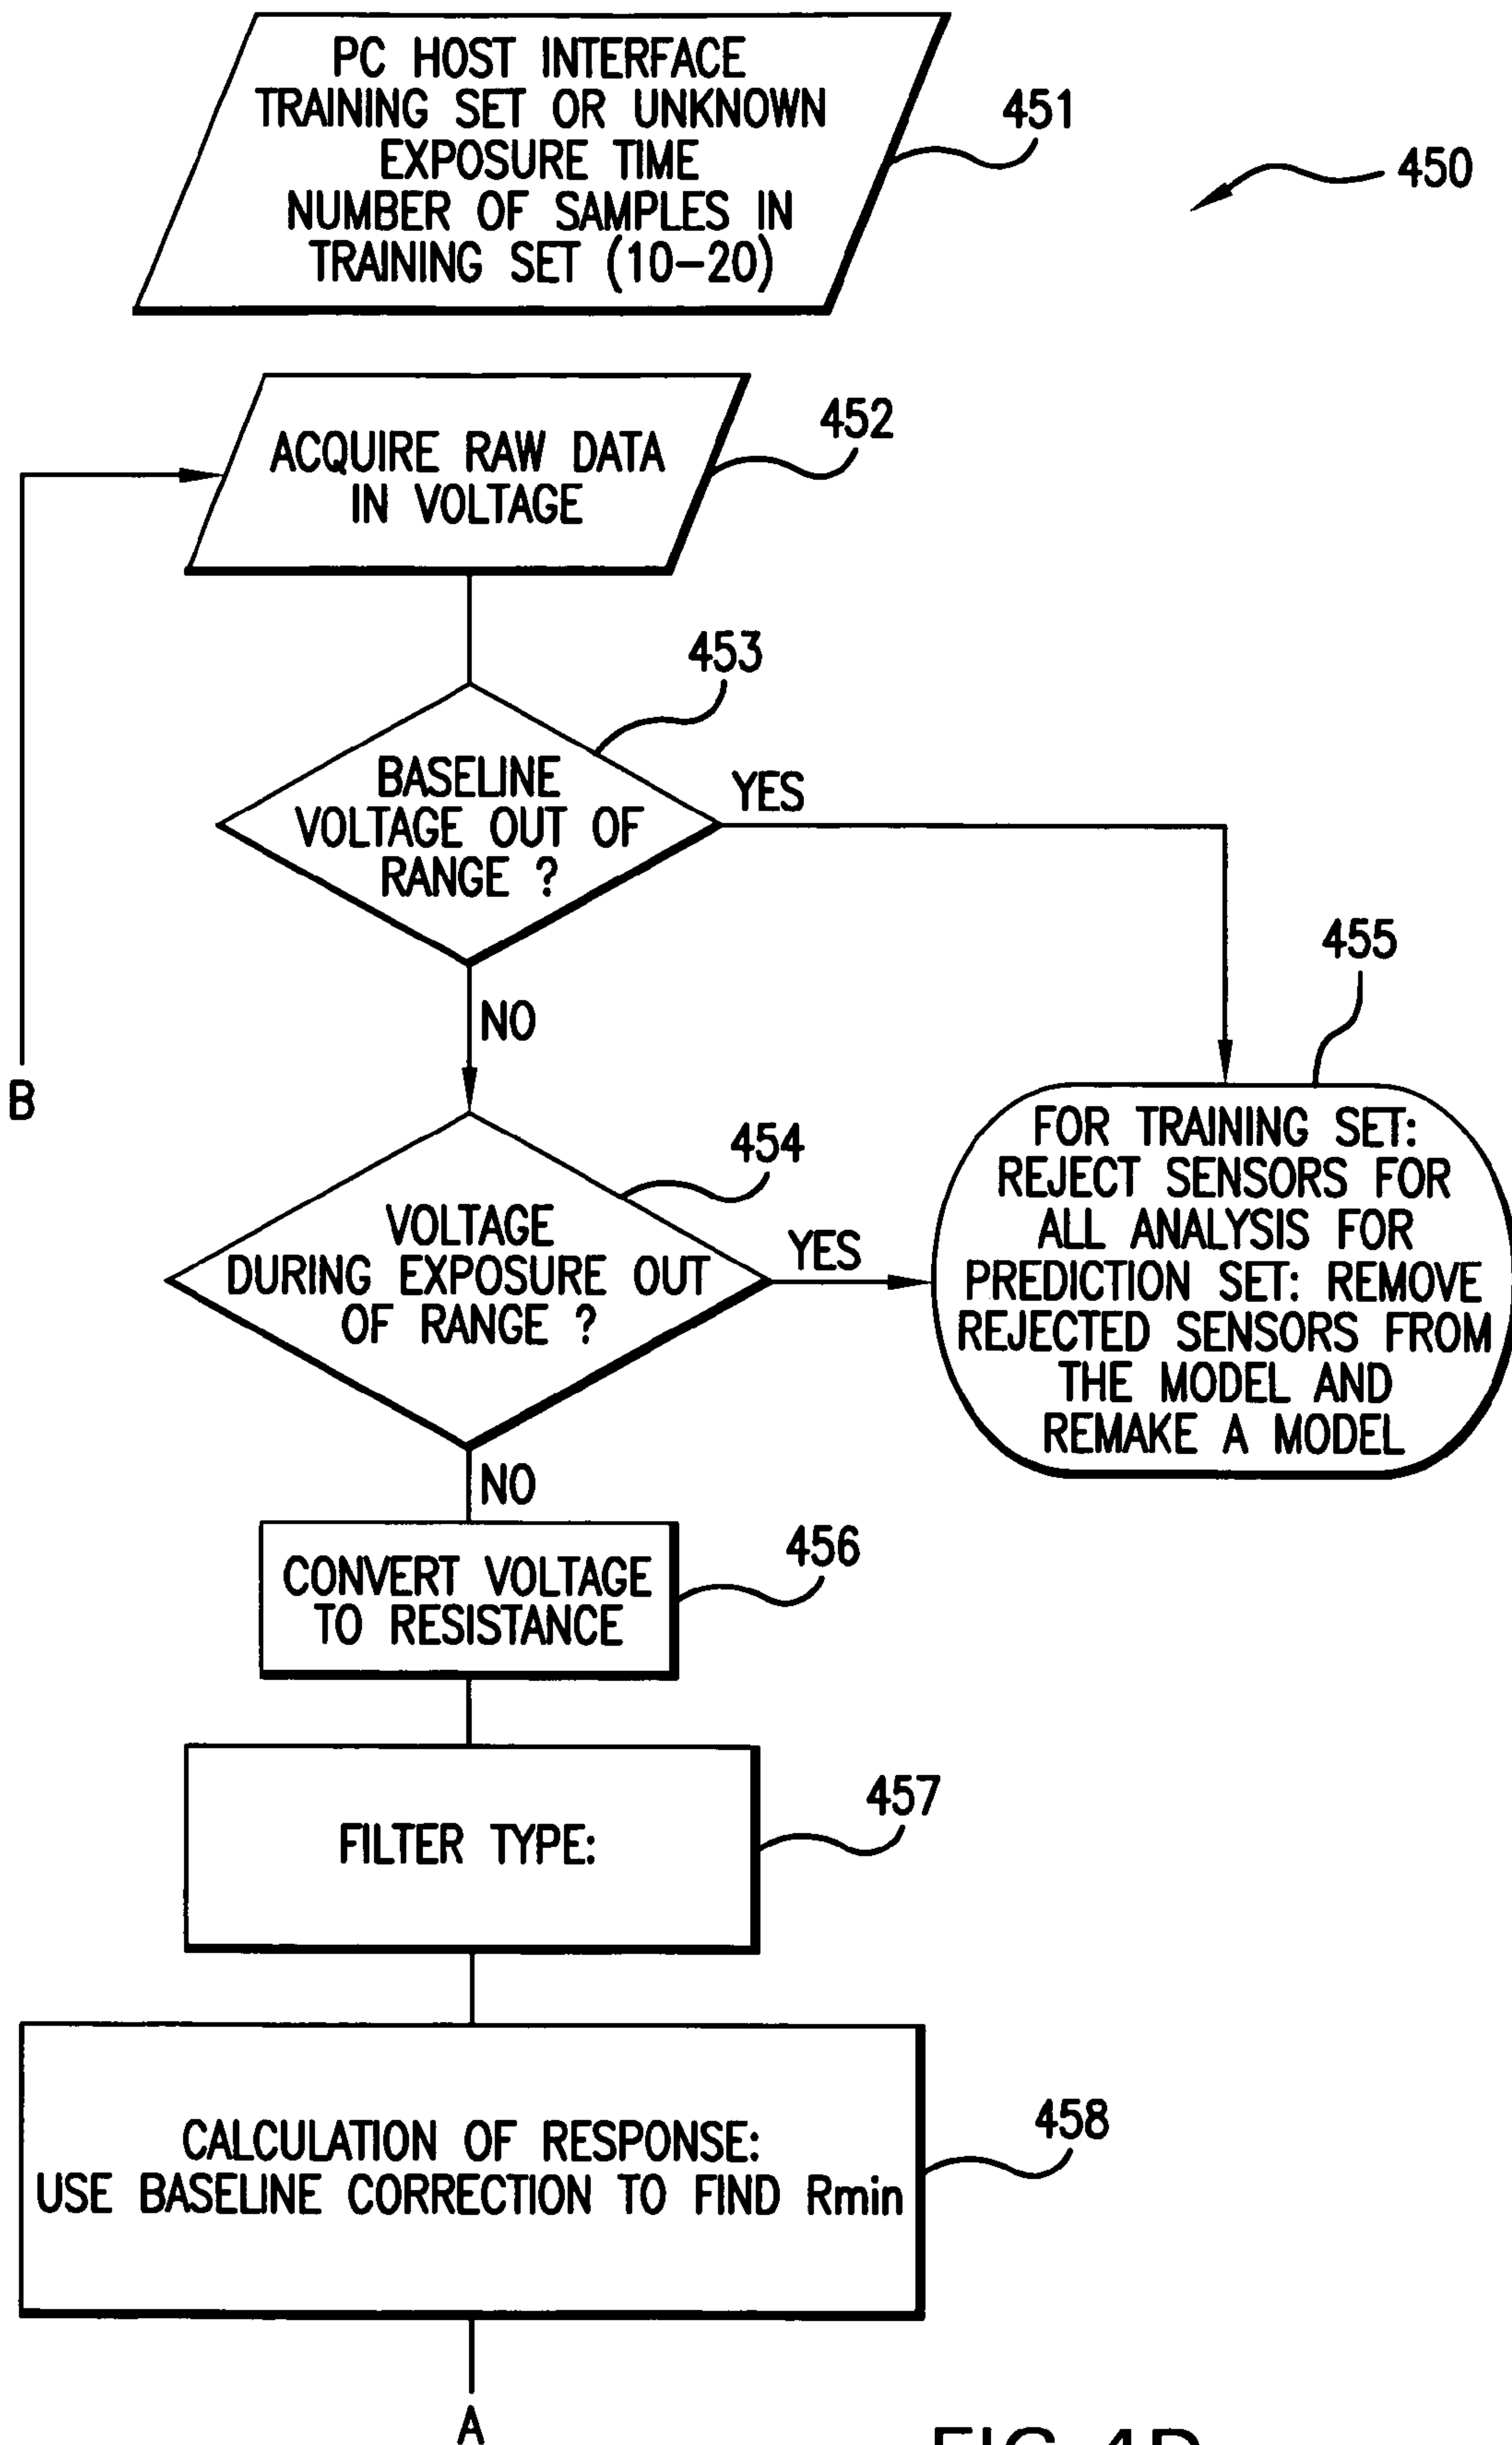 PC HOST INTERFACE
TRAINING SET OR UNKNOWN
EXPOSURE TIME
NUMBER OF SAMPLES IN
TRAINING SET (10-20)
451
450
ACQUIRE RAW DATA
IN VOLTAGE
452
453
BASELINE
VOLTAGE OUT OF
RANGE ?
YES
NO
B
455
FOR TRAINING SET:
REJECT SENSORS FOR
ALL ANALYSIS FOR
PREDICTION SET: REMOVE
REJECTED SENSORS FROM
THE MODEL AND
REMAKE A MODEL
454
VOLTAGE
DURING EXPOSURE OUT
OF RANGE ?
YES
NO
CONVERT VOLTAGE
TO RESISTANCE
456
FILTER TYPE:
457
CALCULATION OF RESPONSE:
USE BASELINE CORRECTION TO FIND Rmin
458
A